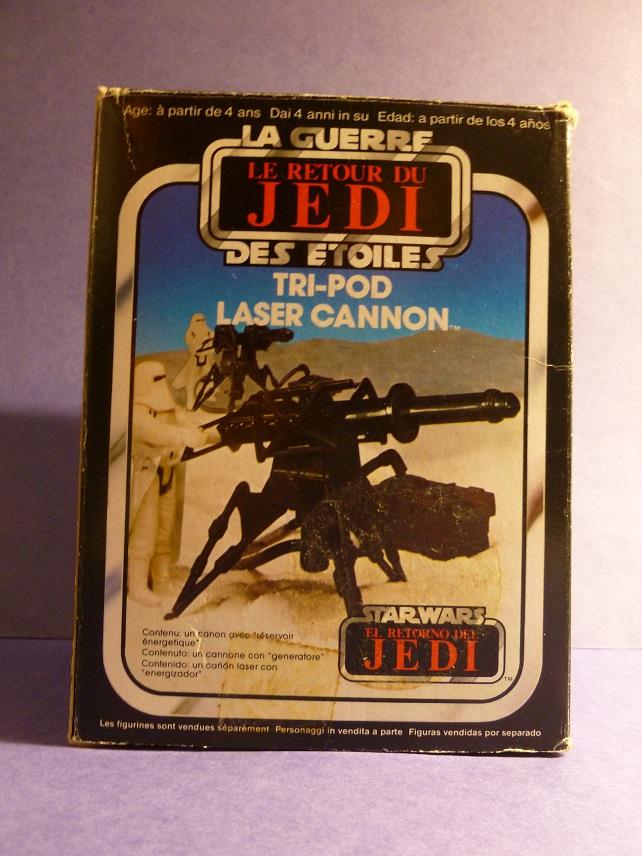 Age: à partir de 4 ans Dai 4 anni in su Edad: a partir de los 4 años
LA GUERRE
LE RETOUR DU
JEDI
DES ETOILES
TRI-POD
LASER CANNON™
Contenu: un canon avec "réservoir
énergetique"
Contenuto: un cannone con "generatore"
Contenido: un cañón laser con
"energizador"
STAR WARS
EL RETORNO DEL
JEDI
TM
Les figurines sont vendues séparément Personaggi in vendita a parte Figuras vendidas por separado